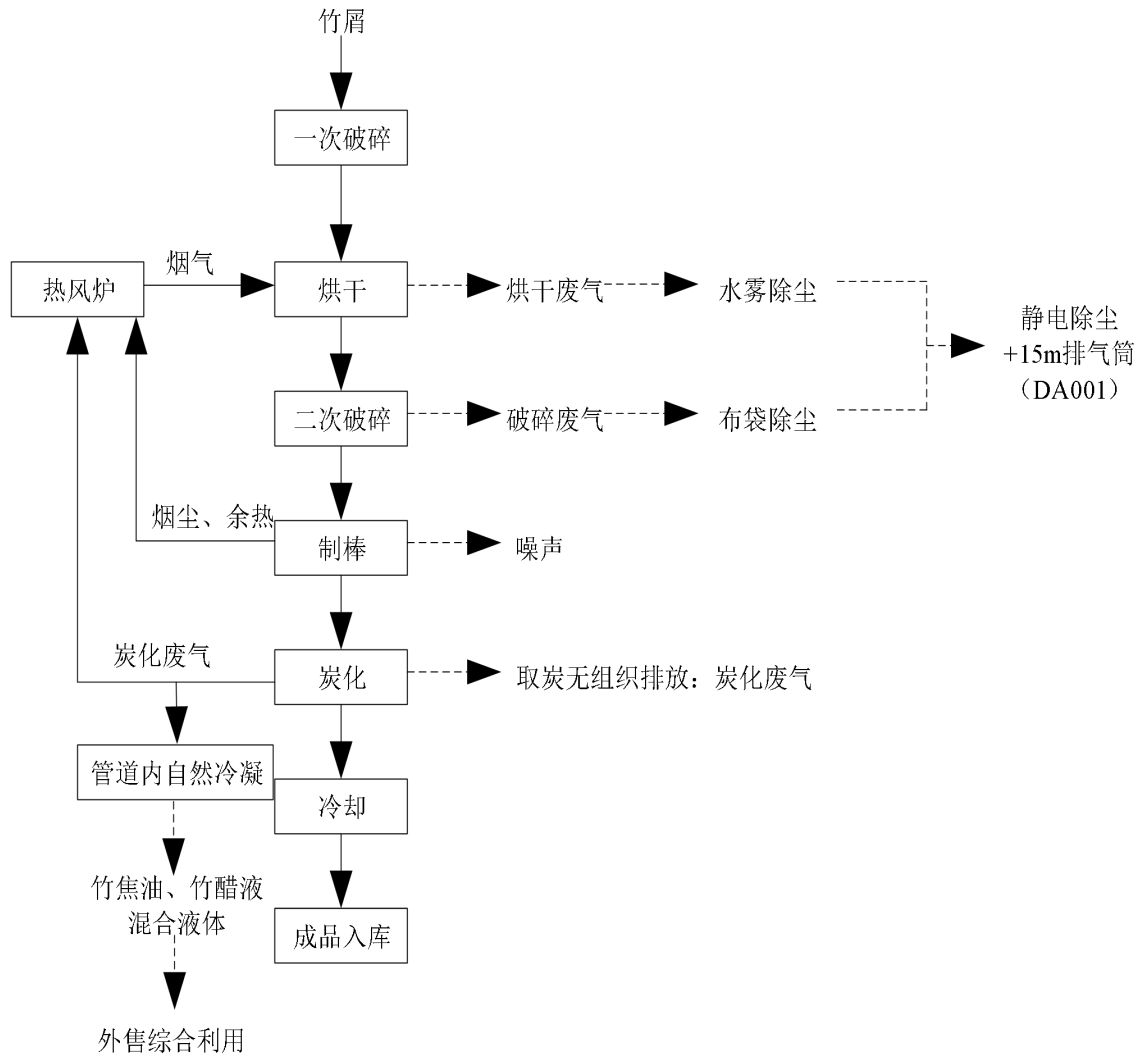 竹屑
一次破碎
烟气
热风炉
烘干
烘干废气
水雾除尘
静电除尘
+15m排气筒
（DA001）
二次破碎
破碎废气
布袋除尘
烟尘、余热
制棒
噪声
炭化废气
炭化
取炭无组织排放：炭化废气
管道内自然冷凝
冷却
竹焦油、竹醋液
混合液体
成品入库
外售综合利用